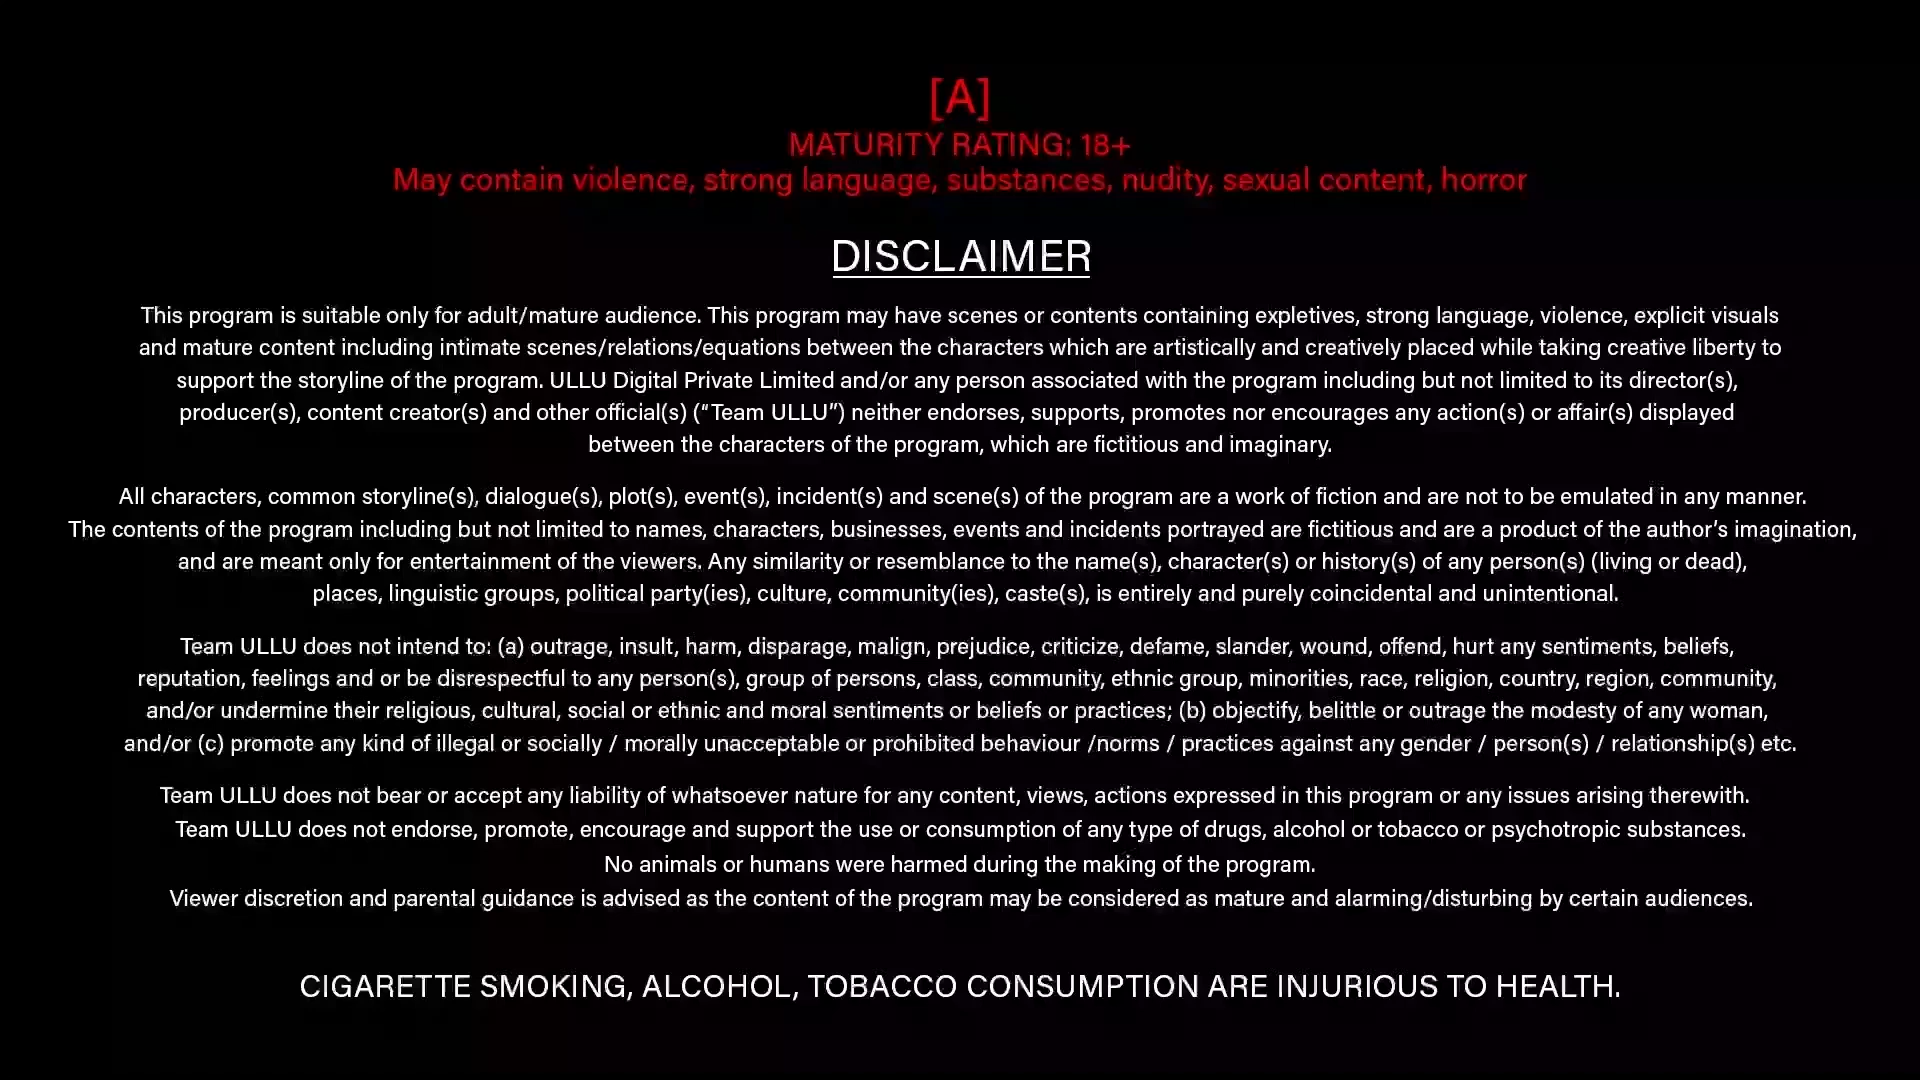 [A]
MATURITY RATING: 18+
May contain violence, strong language, substances, nudity, sexual content, horror
DISCLAIMER
This program is suitable only for adult/mature audience. This program may have scenes or contents containing expletives, strong language, violence, explicit visuals
and mature content including intimate scenes/relations/equations between the characters which are artistically and creatively placed while taking creative liberty to
support the storyline of the program. ULLU Digital Private Limited and/or any person associated with the program including but not limited to its director(s),
producer(s), content creator(s) and other official(s) (“Team ULLU”) neither endorses, supports, promotes nor encourages any action(s) or affair(s) displayed
between the characters of the program, which are fictitious and imaginary.
All characters, common storyline(s), dialogue(s), plot(s), event(s), incident(s) and scene(s) of the program are a work of fiction and are not to be emulated in any manner.
The contents of the program including but not limited to names, characters, businesses, events and incidents portrayed are fictitious and are a product of the author’s imagination,
and are meant only for entertainment of the viewers. Any similarity or resemblance to the name(s), character(s) or history(s) of any person(s) (living or dead),
places, linguistic groups, political party(ies), culture, community(ies), caste(s), is entirely and purely coincidental and unintentional.
Team ULLU does not intend to: (a) outrage, insult, harm, disparage, malign, prejudice, criticize, defame, slander, wound, offend, hurt any sentiments, beliefs,
reputation, feelings and or be disrespectful to any person(s), group of persons, class, community, ethnic group, minorities, race, religion, country, region, community,
and/or undermine their religious, cultural, social or ethnic and moral sentiments or beliefs or practices; (b) objectify, belittle or outrage the modesty of any woman,
and/or (c) promote any kind of illegal or socially / morally unacceptable or prohibited behaviour /norms / practices against any gender / person(s) / relationship(s) etc.
Team ULLU does not bear or accept any liability of whatsoever nature for any content, views, actions expressed in this program or any issues arising therewith.
Team ULLU does not endorse, promote, encourage and support the use or consumption of any type of drugs, alcohol or tobacco or psychotropic substances.
No animals or humans were harmed during the making of the program.
Viewer discretion and parental guidance is advised as the content of the program may be considered as mature and alarming/disturbing by certain audiences.
CIGARETTE SMOKING, ALCOHOL, TOBACCO CONSUMPTION ARE INJURIOUS TO HEALTH.